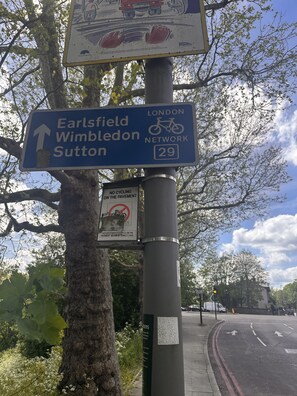 Earlsfield
Wimbledon
Sutton
LONDON
NETWORK
29
NO CYCLING
ON THE PAVEMENT